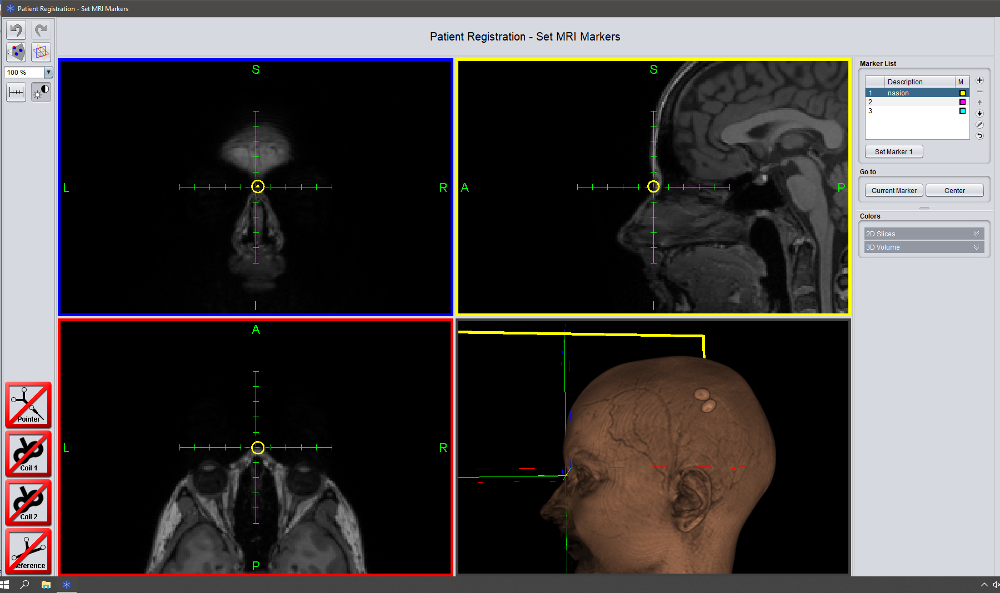 Patient Registration - Set MRI Markers
Patient Registration - Set MRI Markers
100 %
S
L
R
I
S
A
P
I
A
L
R
P
Marker List
Description M
1 nasion
2
3
Set Marker 1
Go to
Current Marker Center
Colors
2D Slices
3D Volume
Pointer
Coil 1
Coil 2
eference